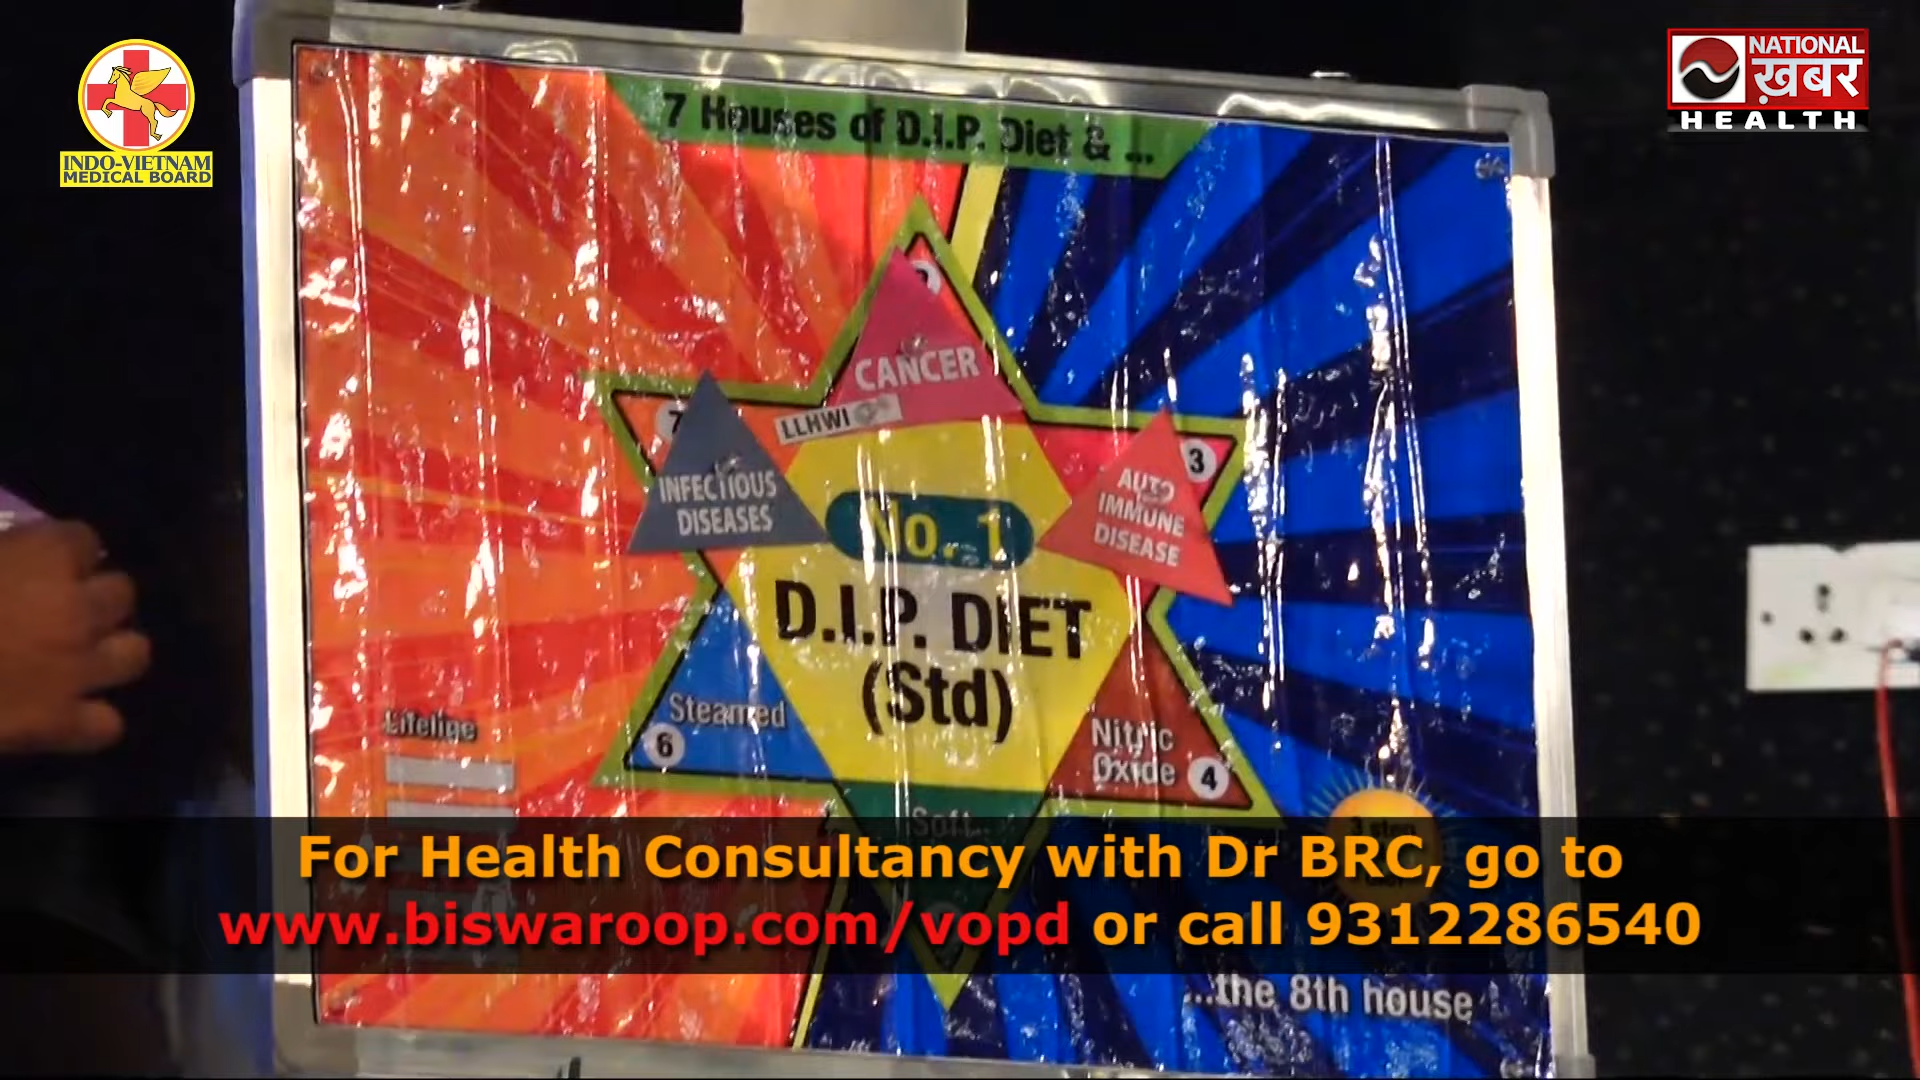 INDO-VIETNAM
MEDICAL BOARD
NATIONAL
ख़बर
HEALTH
7 Houses of D.I.P. Diet & ...
CANCER
LLHWI
7
INFECTIOUS
DISEASES
3
AUTO
IMMUNE
DISEASE
No. 1
D.I.P. DIET
(Std)
Steamed
6
Nitric
Oxide 4
Lifeline
Soft
For Health Consultancy with Dr BRC, go to
www.biswaroop.com/vopd or call 9312286540
...the 8th house